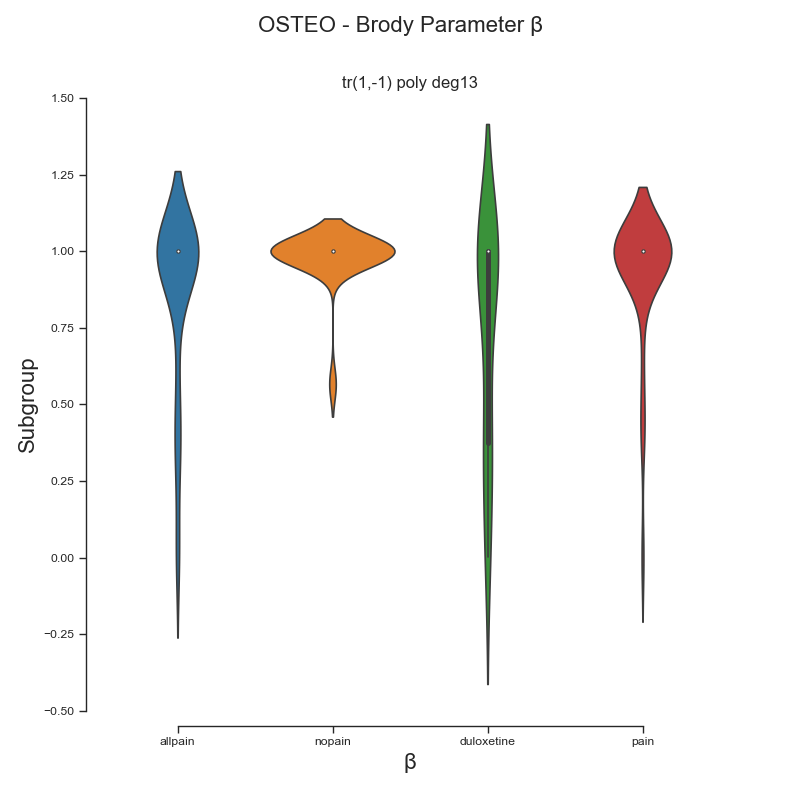 OSTEO - Brody Parameter β
tr(1,-1) poly deg13
1.50
1.25
1.00
0.75
0.50
0.25
0.00
−0.25
−0.50
Subgroup
allpain nopain duloxetine pain
β